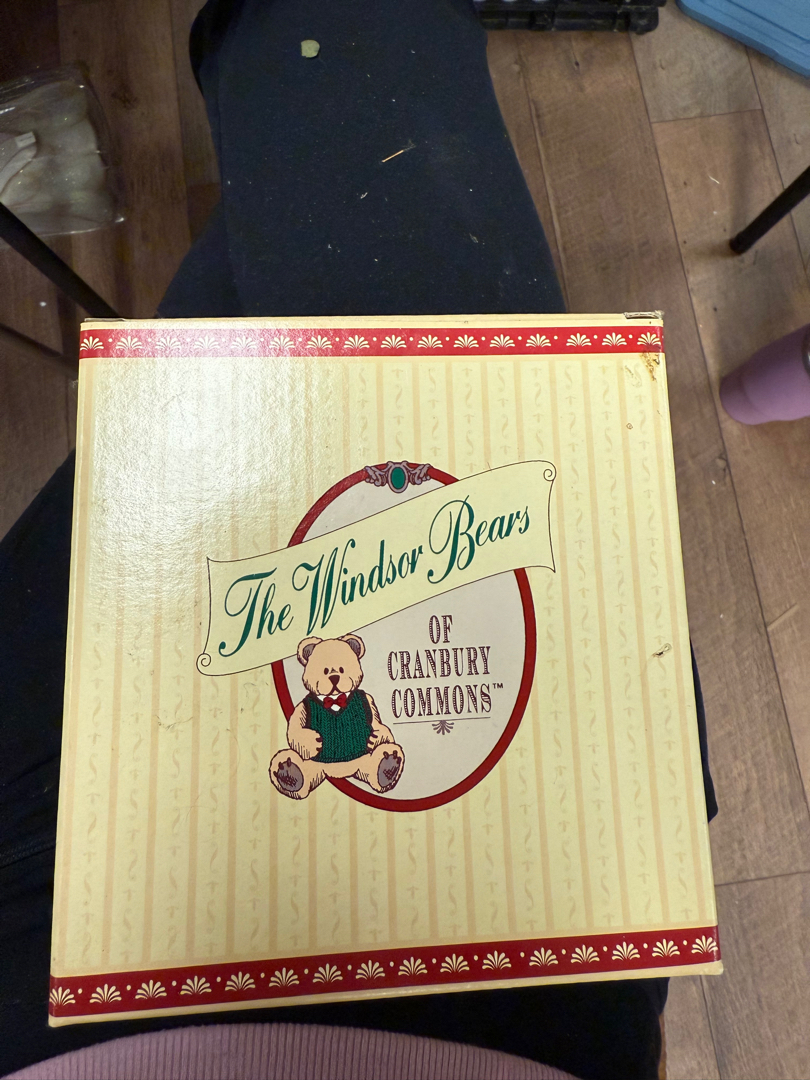 The Windsor Bears
OF
CRANBURY
COMMONS™